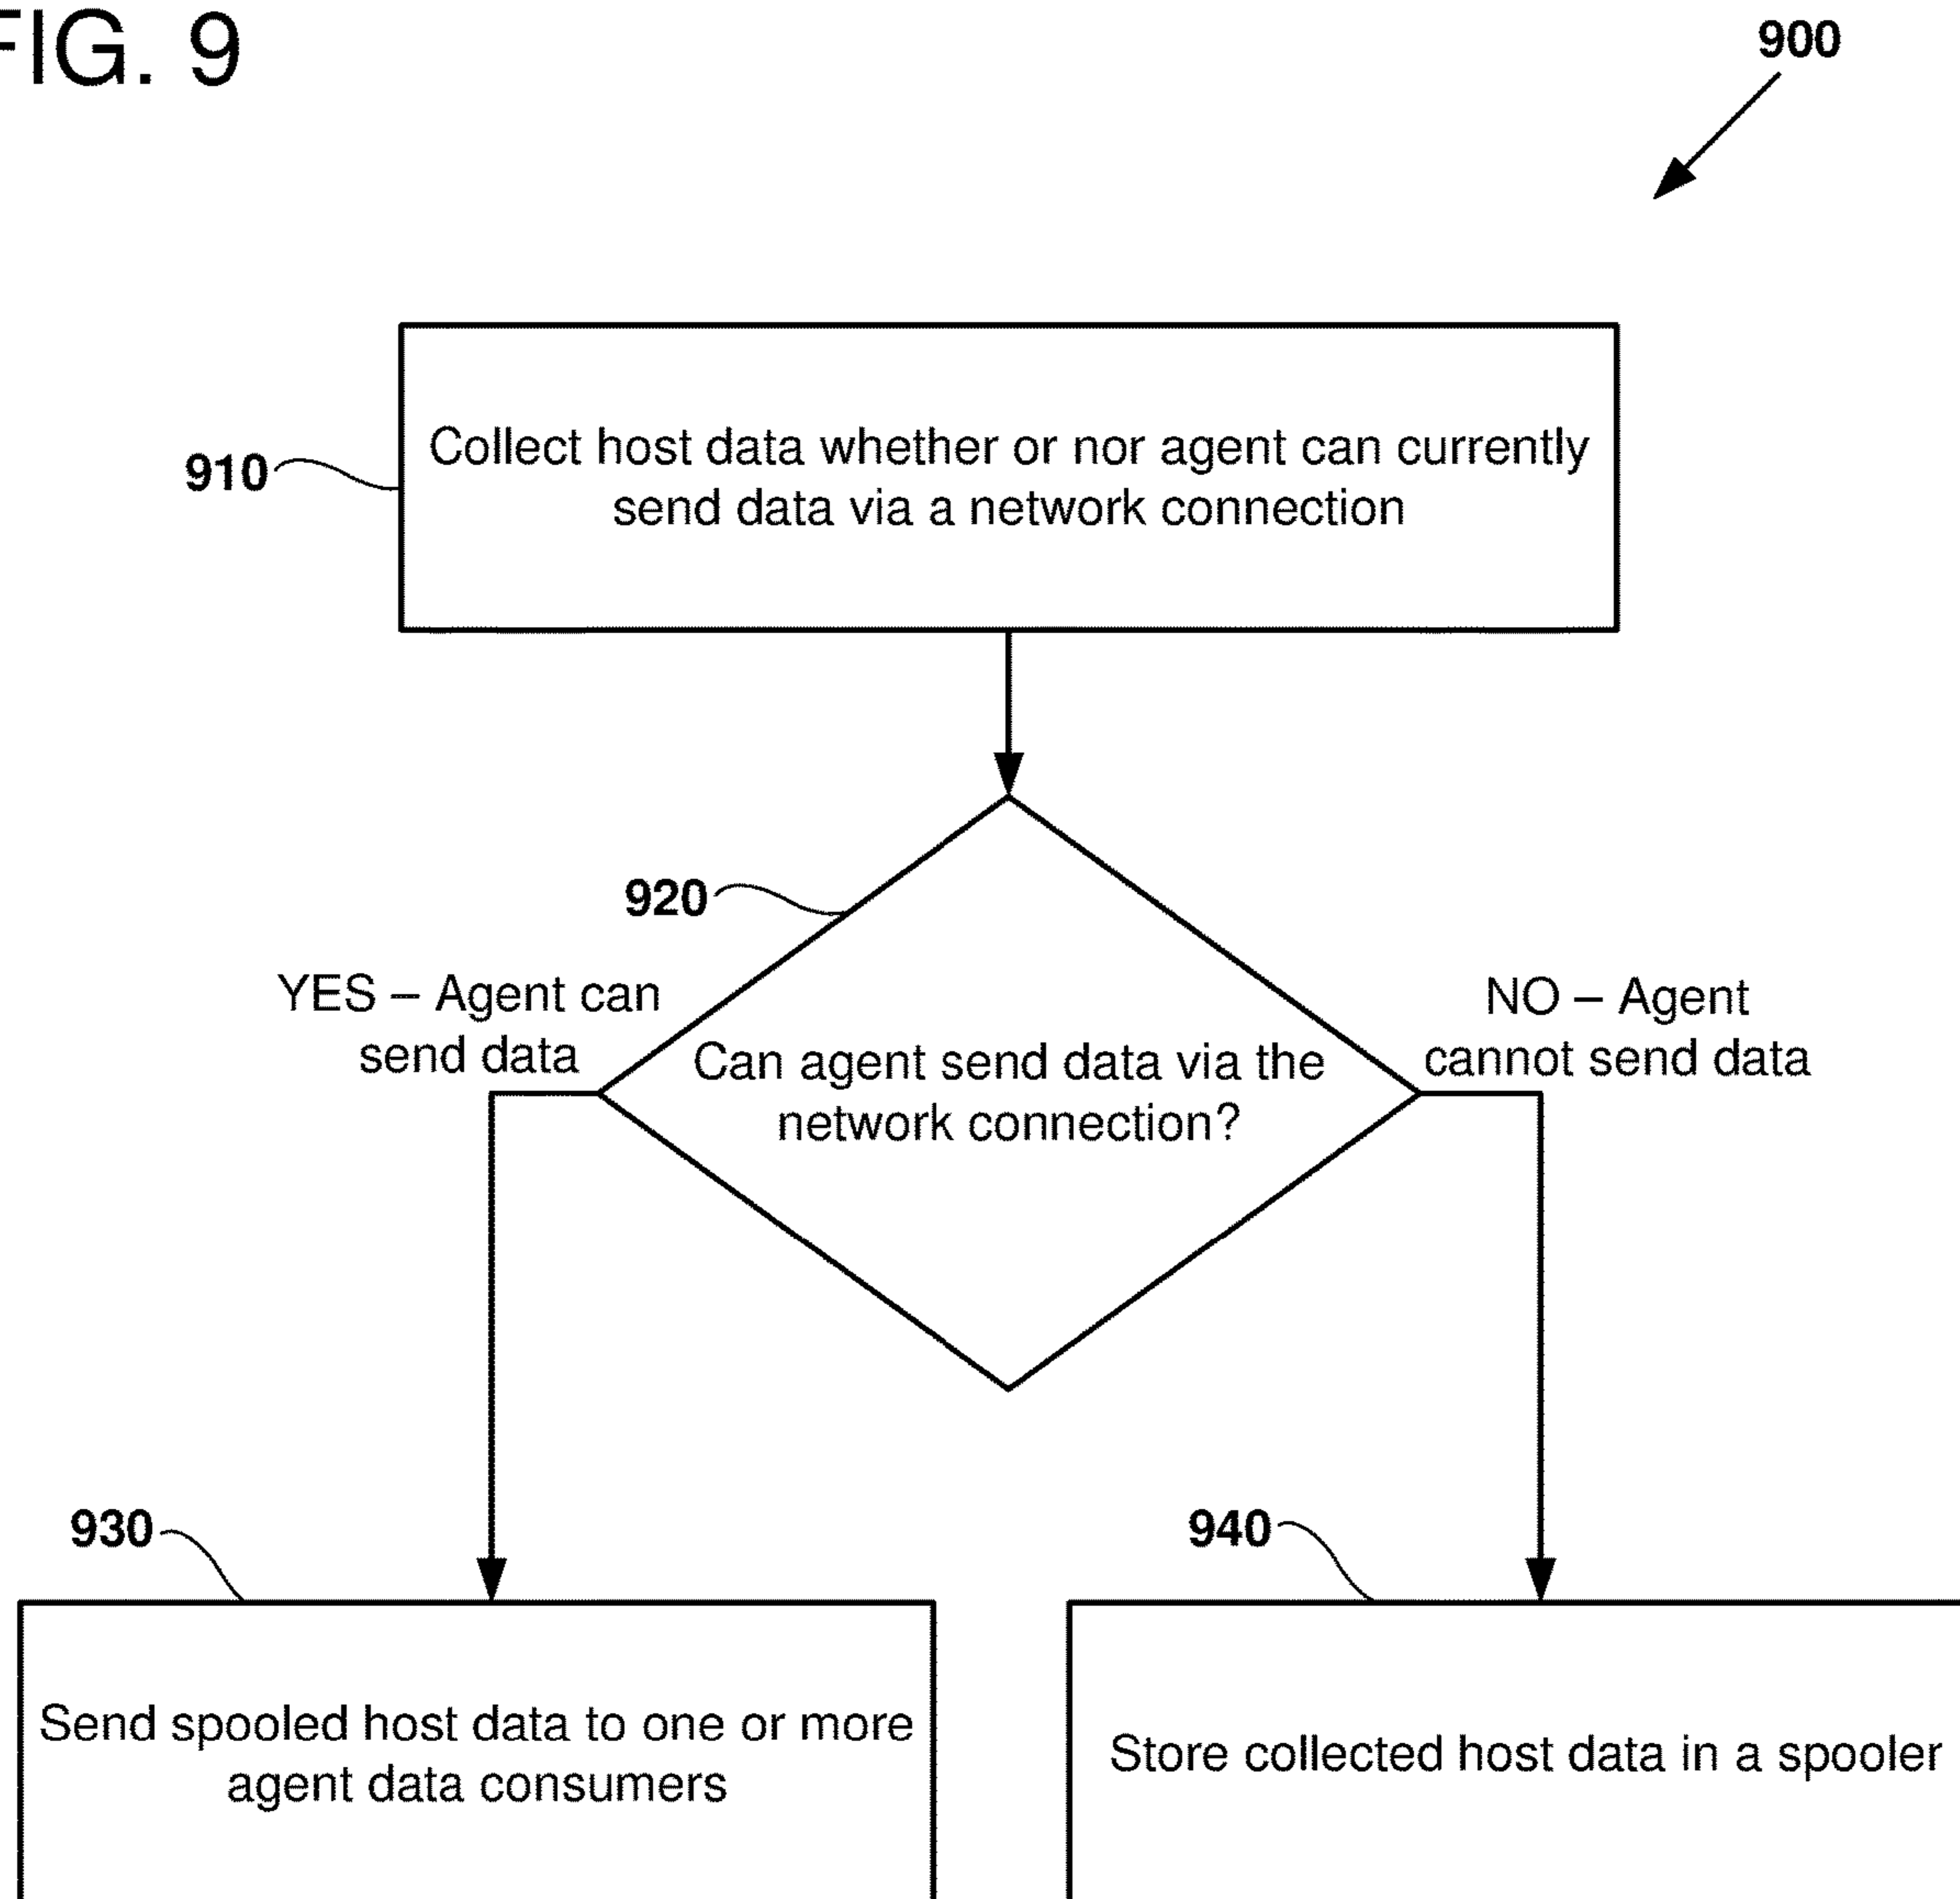 FIG. 9
900
910
Collect host data whether or nor agent can currently
send data via a network connection
920
YES – Agent can
send data
Can agent send data via the
network connection?
NO – Agent
cannot send data
930
Send spooled host data to one or more
agent data consumers
940
Store collected host data in a spooler